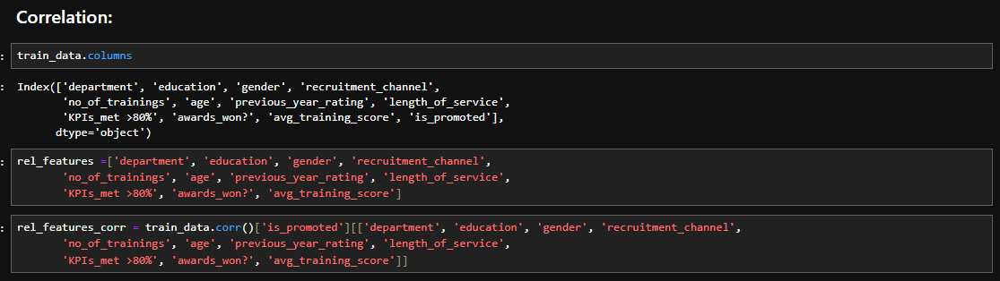 Correlation:
: train_data.columns
: Index(['department', 'education', 'gender', 'recruitment_channel',
'no_of_trainings', 'age', 'previous_year_rating', 'length_of_service',
'KPIs_met >80%', 'awards_won?', 'avg_training_score', 'is_promoted'],
dtype='object')
: rel_features =['department', 'education', 'gender', 'recruitment_channel',
'no_of_trainings', 'age', 'previous_year_rating', 'length_of_service',
'KPIs_met >80%', 'awards_won?', 'avg_training_score']
: rel_features_corr = train_data.corr()['is_promoted'][['department', 'education', 'gender', 'recruitment_channel',
'no_of_trainings', 'age', 'previous_year_rating', 'length_of_service',
'KPIs_met >80%', 'awards_won?', 'avg_training_score']]